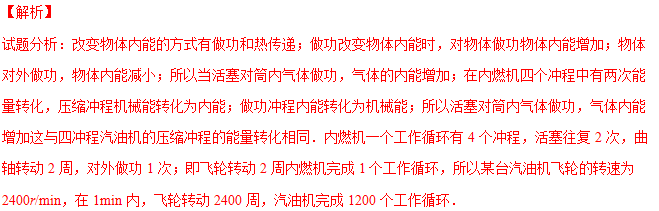 【解析】
试题分析：改变物体内能的方式有做功和热传递；做功改变物体内能时，对物体做功物体内能增加；物体
对外做功，物体内能减小；所以当活塞对筒内气体做功，气体的内能增加；在内燃机四个冲程中有两次能
量转化，压缩冲程机械能转化为内能；做功冲程内能转化为机械能；所以活塞对筒内气体做功，气体内能
增加这与四冲程汽油机的压缩冲程的能量转化相同．内燃机一个工作循环有 4 个冲程，活塞往复 2 次，曲
轴转动 2 周，对外做功 1 次；即飞轮转动 2 周内燃机完成 1 个工作循环，所以某台汽油机飞轮的转速为
2400r/min，在 1min 内，飞轮转动 2400 周，汽油机完成 1200 个工作循环．